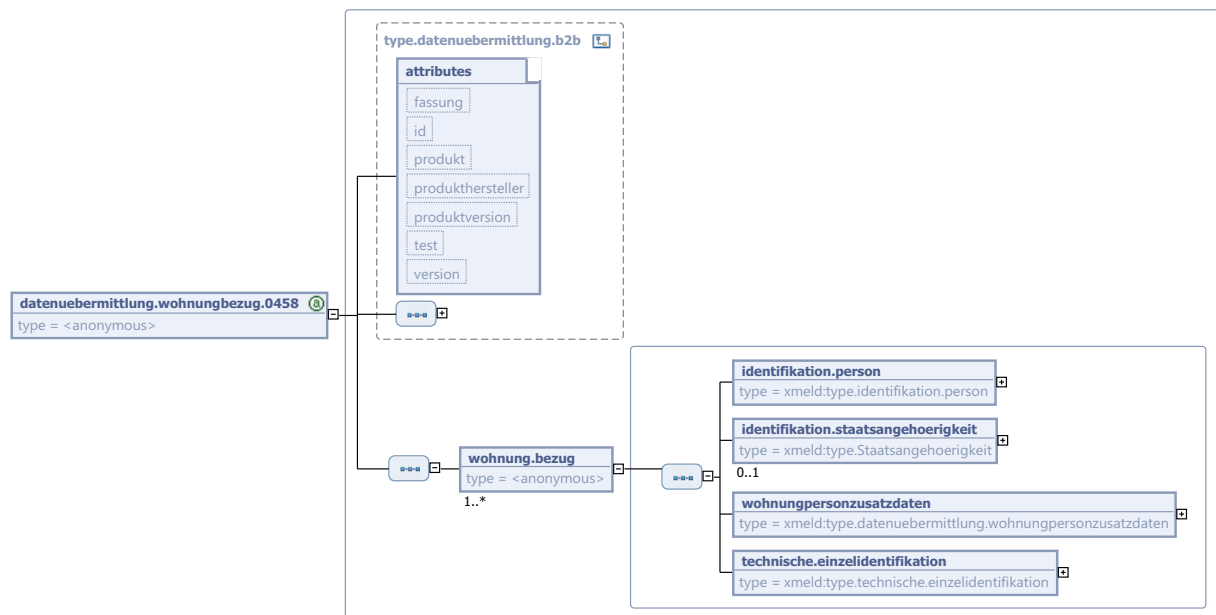 type.datenuebermittlung.b2b
attributes
fassung
id
produkt
produkthersteller
produktversion
test
version
datenuebermittlung.wohnungbezug.0458
a
type = <anonymous>
wohnung.bezug
type = <anonymous>
1..*
identifikation.person
type = xmeld:type.identifikation.person
identifikation.staatsangehoerigkeit
type = xmeld:type.Staatsangehoerigkeit
0..1
wohnungpersonzusatzdaten
type = xmeld:type.datenuebermittlung.wohnungpersonzusatzdaten
technische.einzelidentifikation
type = xmeld:type.technische.einzelidentifikation